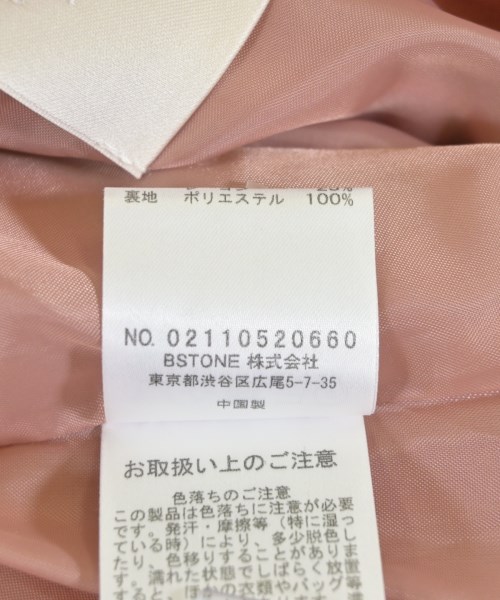 25%
裏地 ポリエステル 100%
NO. 02110520660
BSTONE 株式会社
東京都渋谷区広尾5-7-35
中国製
お取扱い上のご注意
色落ちのご注意
この製品は色落ちに注意が必要
です。発汗・摩擦等（特に湿っ
ている時）により、多少脱色し
たり、色移りすることがありま
す。濡れた状態でしばらく放置
ほかの衣類やバッグ